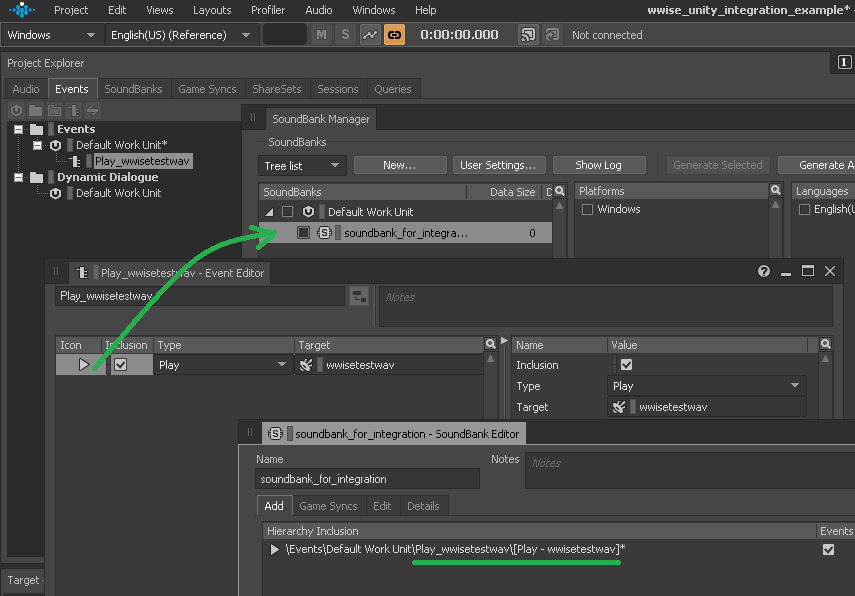 Project Edit Views Layouts Profiler Audio Windows Help wwise_unity_integration_example*
Windows English(US) (Reference) M S 0:00:00.000 Not connected
Project Explorer 1
Audio Events SoundBanks Game Syncs ShareSets Sessions Queries
Events
Default Work Unit*
Play_wwisetestwav
Dynamic Dialogue
Default Work Unit
SoundBank Manager
SoundBanks
Tree list New... User Settings... Show Log Generate Selected Generate A
SoundBanks Data Size D Platforms Languages
Default Work Unit Windows English(U
soundbank_for_integra... 0
Play_wwisetestwav - Event Editor
Play_wwisetestwav Notes
Icon Inclusion Type Target Name Value
Play wwisetestwav Inclusion
Type Play
Target wwisetestwav
soundbank_for_integration - SoundBank Editor
Name Notes Notes
soundbank_for_integration
Add Game Syncs Edit Details
Hierarchy Inclusion Events
\Events\Default Work Unit\Play_wwisetestwav\[Play - wwisetestwav]*
Target -